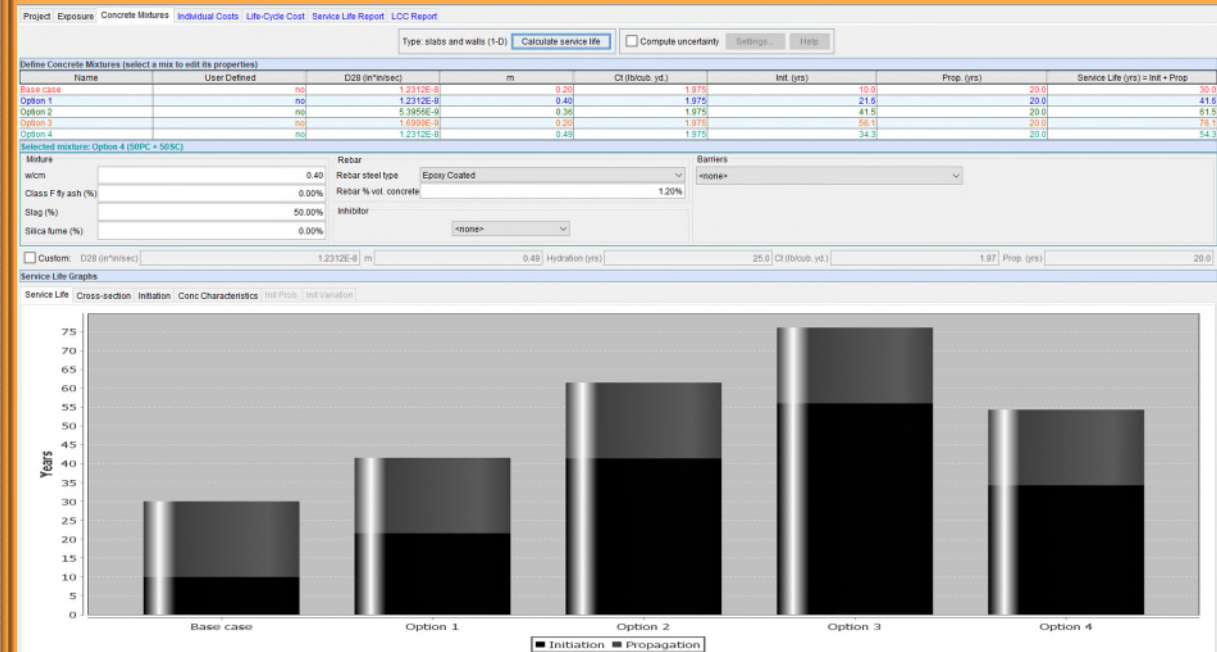 Project Exposure Concrete Mixtures Individual Costs Life-Cycle Cost Service Life Report LCC Report
Type: slabs and walls (1-D) Calculate service life Compute uncertainty Settings... Help
Define Concrete Mixtures (select a mix to edit its properties)
Name User Defined D28 (in*in/sec) m Ct (lb/cub. yd.) Init. (yrs) Prop. (yrs) Service Life (yrs) = Init + Prop
Base case no 1.2312E-8 0.20 1.975 10.0 20.0 30.0
Option 1 no 1.2312E-8 0.40 1.975 21.6 20.0 41.6
Option 2 no 5.3956E-9 0.36 1.975 41.5 20.0 61.5
Option 3 no 1.6999E-9 0.20 1.975 56.1 20.0 76.1
Option 4 no 1.2312E-8 0.49 1.975 34.3 20.0 54.3
Selected mixture: Option 4 (50PC + 50SC)
Mixture Rebar Barriers
w/cm 0.40 Rebar steel type Epoxy Coated <none>
Class F fly ash (%) 0.00% Rebar % vol. concrete 1.20%
Slag (%) 50.00% Inhibitor
Silica fume (%) 0.00% <none>
Custom: D28 (in*in/sec) 1.2312E-8 m 0.49 Hydration (yrs) 25.0 Ct (lb/cub. yd.) 1.97 Prop. (yrs) 20.0
Service Life Graphs
Service Life Cross-section Initiation Conc Characteristics Init Prob Init Variation
75
70
65
60
55
50
45
40
35
30
25
20
15
10
5
0
Years
Base case Option 1 Option 2 Option 3 Option 4
Initiation Propagation